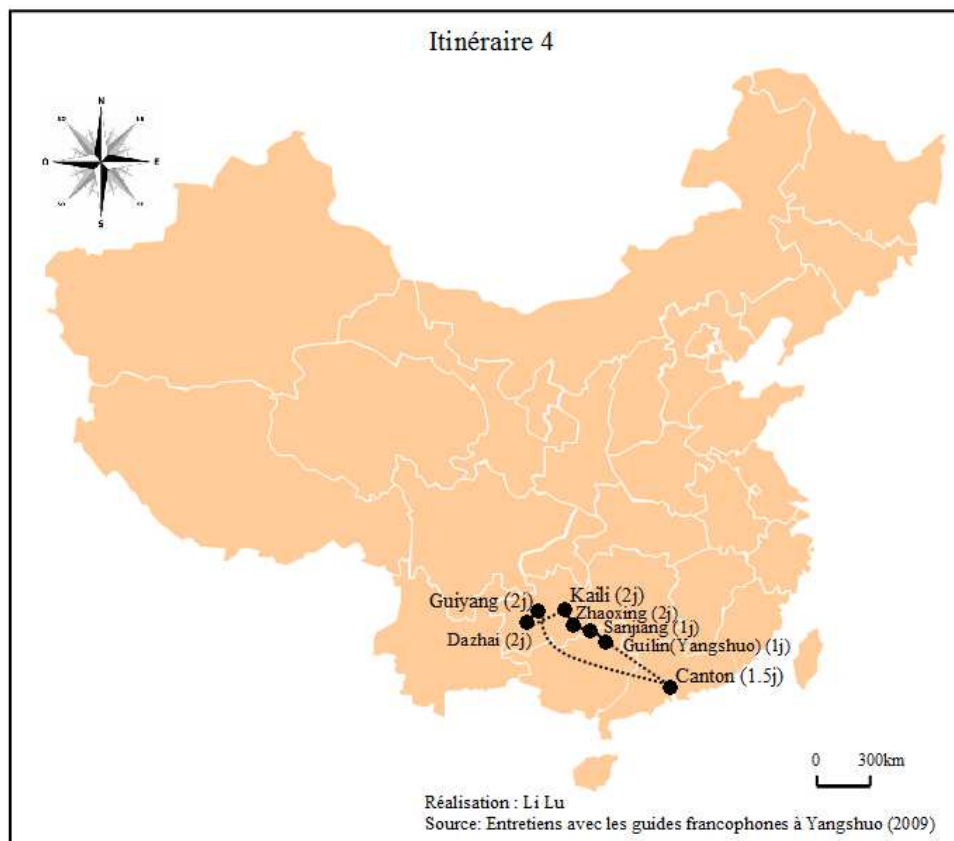 Itinéraire 4
N
O
E
S
Guiyang (2j)
Kaili (2j)
Zhaoxing (2j)
Sanjiang (1j)
Dazhai (2j)
Guilin(Yangshuo) (1j)
Canton (1.5j)
0 300km
Réalisation : Li Lu
Source: Entretiens avec les guides francophones à Yangshuo (2009)